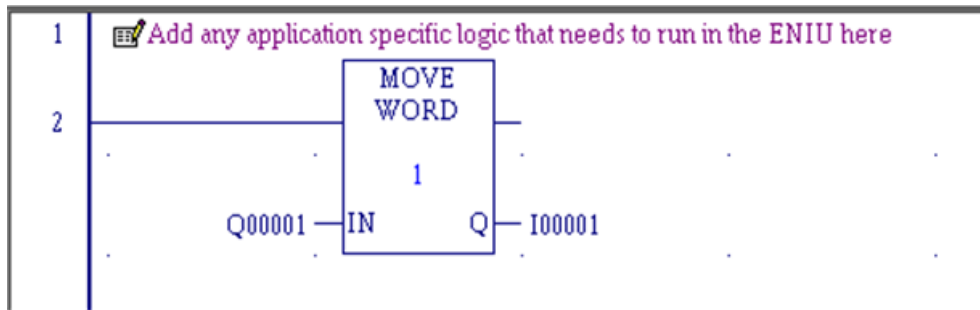 1 Add any application specific logic that needs to run in the ENIU here
MOVE
WORD
2
1
Q00001 IN Q I00001